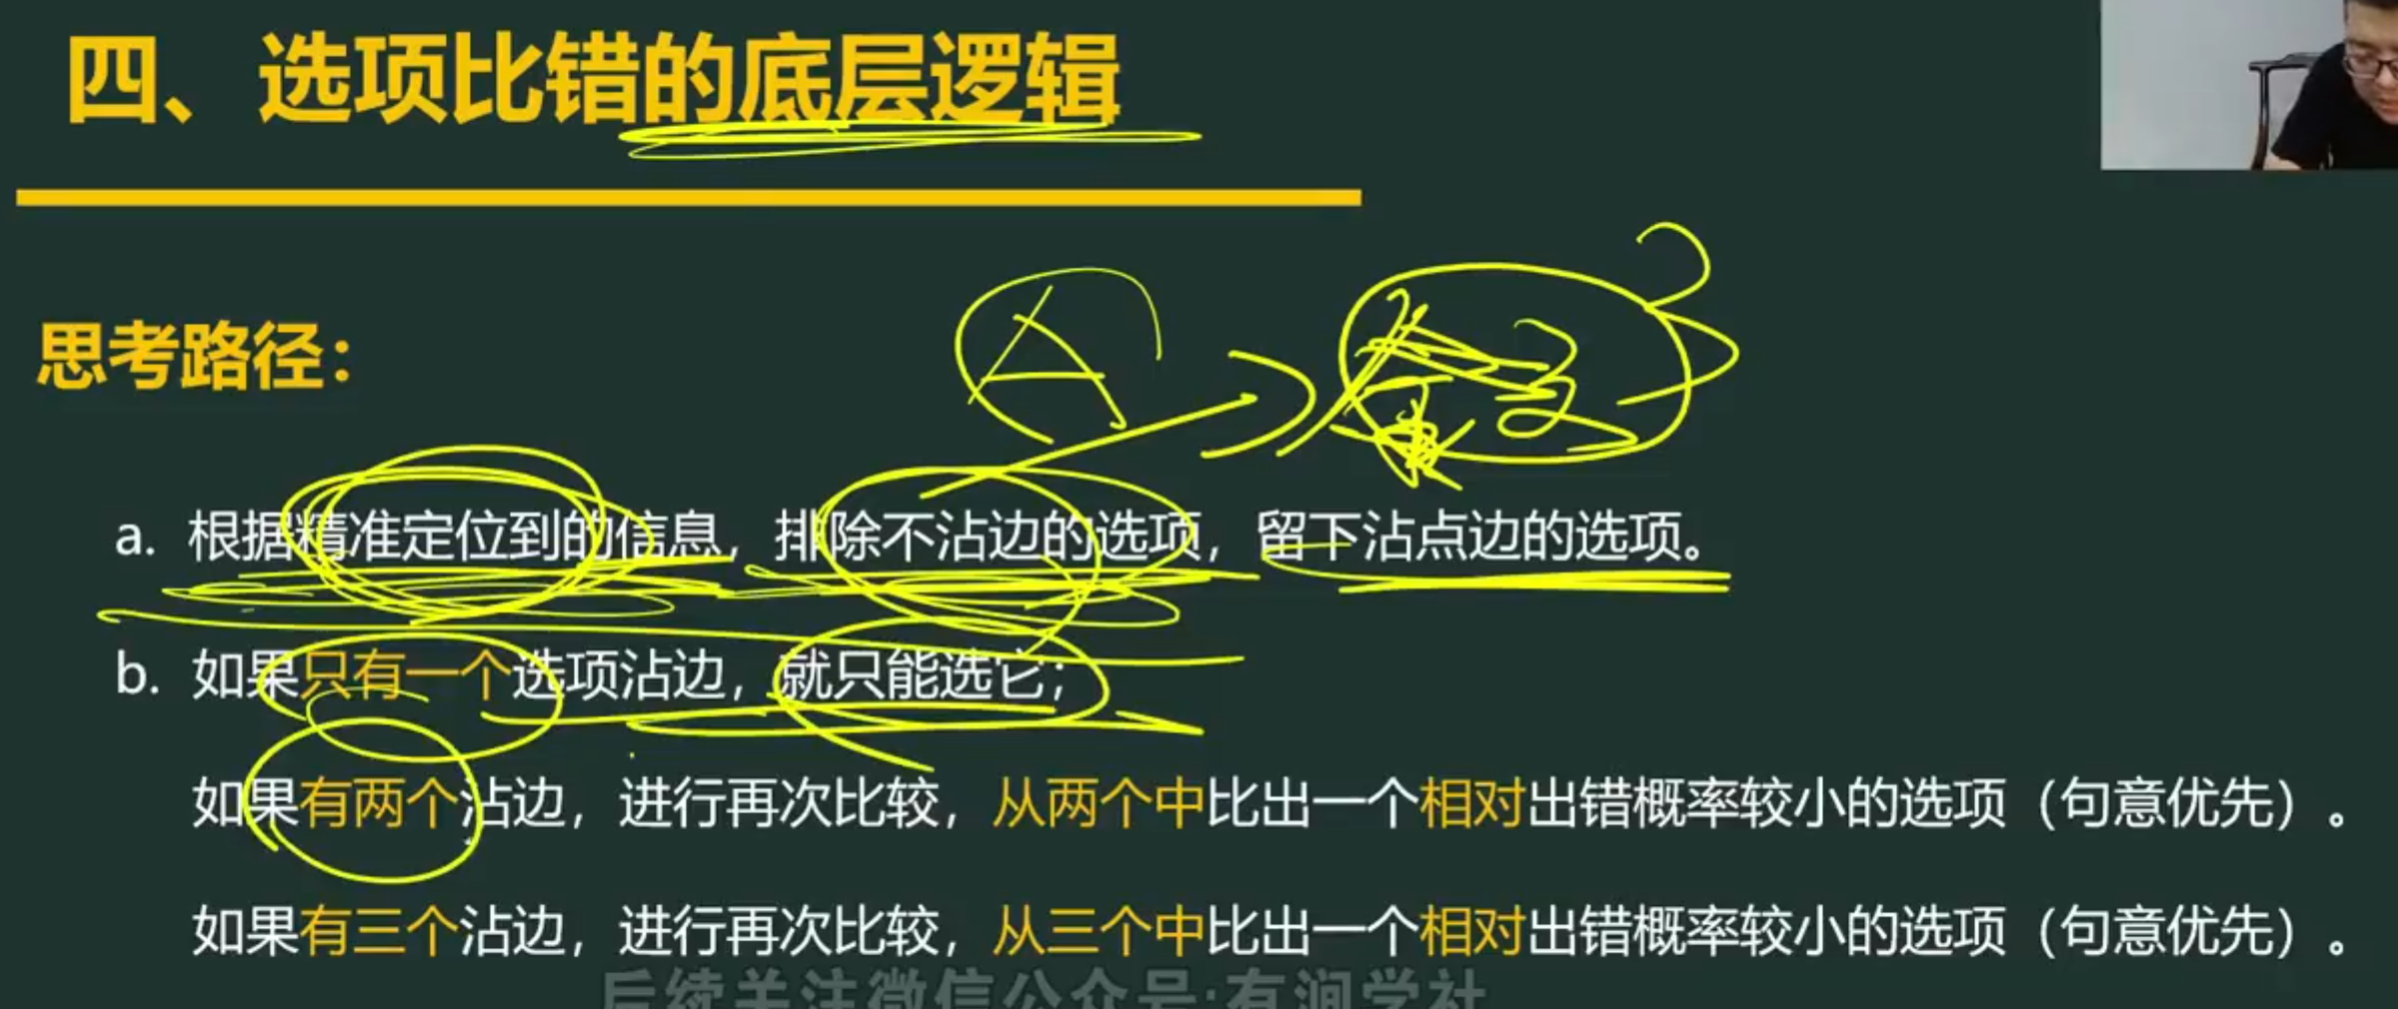 四、选项比错的底层逻辑
思考路径：
A
a. 根据精准定位到的信息，排除不沾边的选项，留下沾点边的选项。
b. 如果只有一个选项沾边，就只能选它；
如果有两个沾边，进行再次比较，从两个中比出一个相对出错概率较小的选项（句意优先）。
如果有三个沾边，进行再次比较，从三个中比出一个相对出错概率较小的选项（句意优先）。
后续关注微信公众号:有涧学社